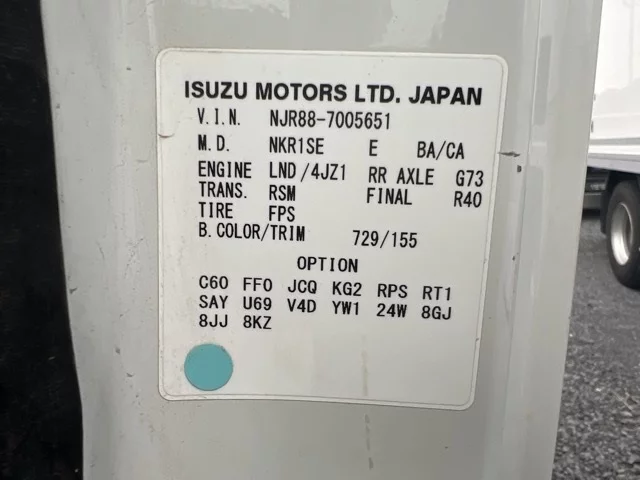 ISUZU MOTORS LTD. JAPAN
V.I.N. NJR88-7005651
M.D. NKR1SE E BA/CA
ENGINE LND/4JZ1 RR AXLE G73
TRANS. RSM FINAL R40
TIRE FPS
B.COLOR/TRIM 729/155
OPTION
C60 FF0 JCQ KG2 RPS RT1
SAY U69 V4D YW1 24W 8GJ
8JJ 8KZ